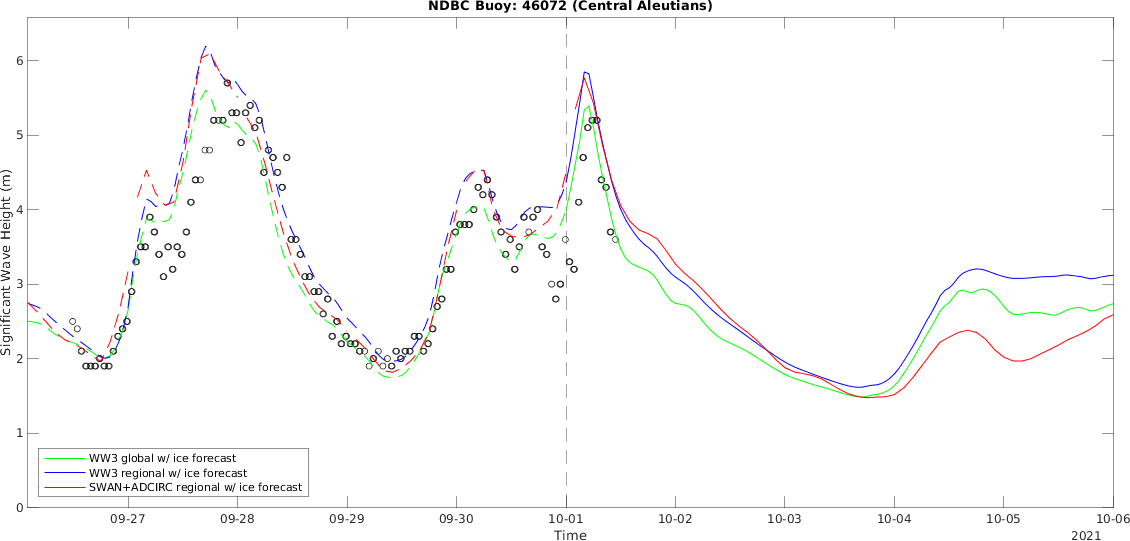 NDBC Buoy: 46072 (Central Aleutians)
Significant Wave Height (m)
6
5
4
3
2
1
0
WW3 global w/ ice forecast
WW3 regional w/ ice forecast
SWAN+ADCIRC regional w/ ice forecast
09-27 09-28 09-29 09-30 10-01 10-02 10-03 10-04 10-05 10-06
Time
2021